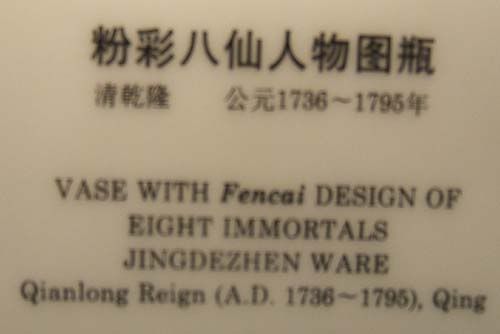 粉彩八仙人物图瓶
清乾隆 公元1736～1795年
VASE WITH Fencai DESIGN OF
EIGHT IMMORTALS
JINGDEZHEN WARE
Qianlong Reign (A.D. 1736～1795), Qing